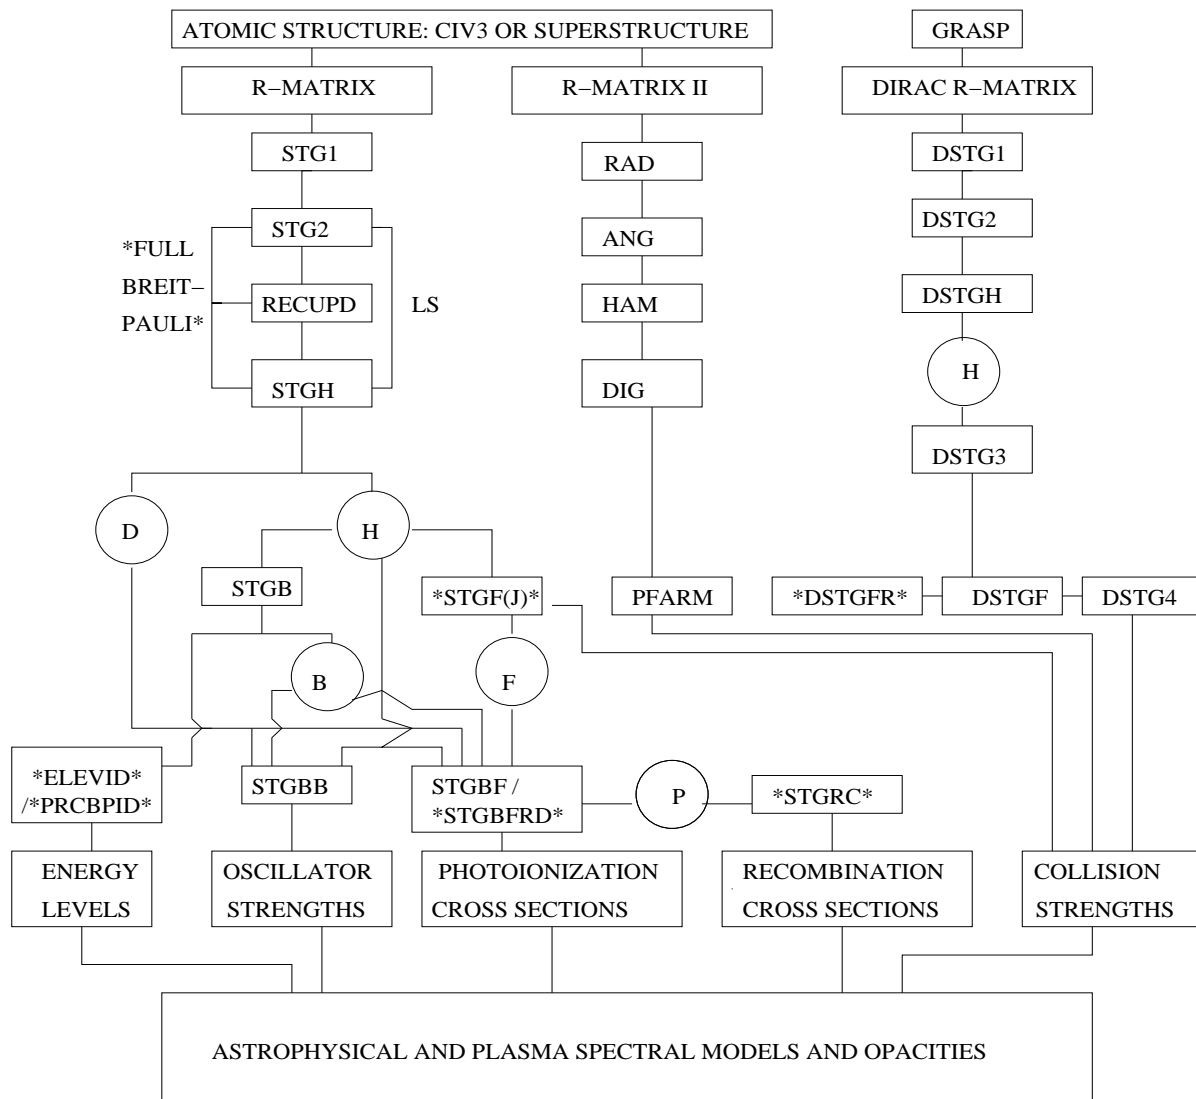 ATOMIC STRUCTURE: CIV3 OR SUPERSTRUCTURE
GRASP
R−MATRIX
R−MATRIX II
DIRAC R−MATRIX
STG1
RAD
DSTG1
STG2
ANG
DSTG2
*FULL
BREIT−
PAULI*
RECUPD
LS
HAM
DSTGH
STGH
DIG
H
DSTG3
D
H
STGB
*STGF(J)*
PFARM
*DSTGFR*
DSTGF
DSTG4
B
F
*ELEVID*
/*PRCBPID*
STGBB
STGBF /
*STGBFRD*
P
*STGRC*
ENERGY
LEVELS
OSCILLATOR
STRENGTHS
PHOTOIONIZATION
CROSS SECTIONS
RECOMBINATION
CROSS SECTIONS
COLLISION
STRENGTHS
ASTROPHYSICAL AND PLASMA SPECTRAL MODELS AND OPACITIES